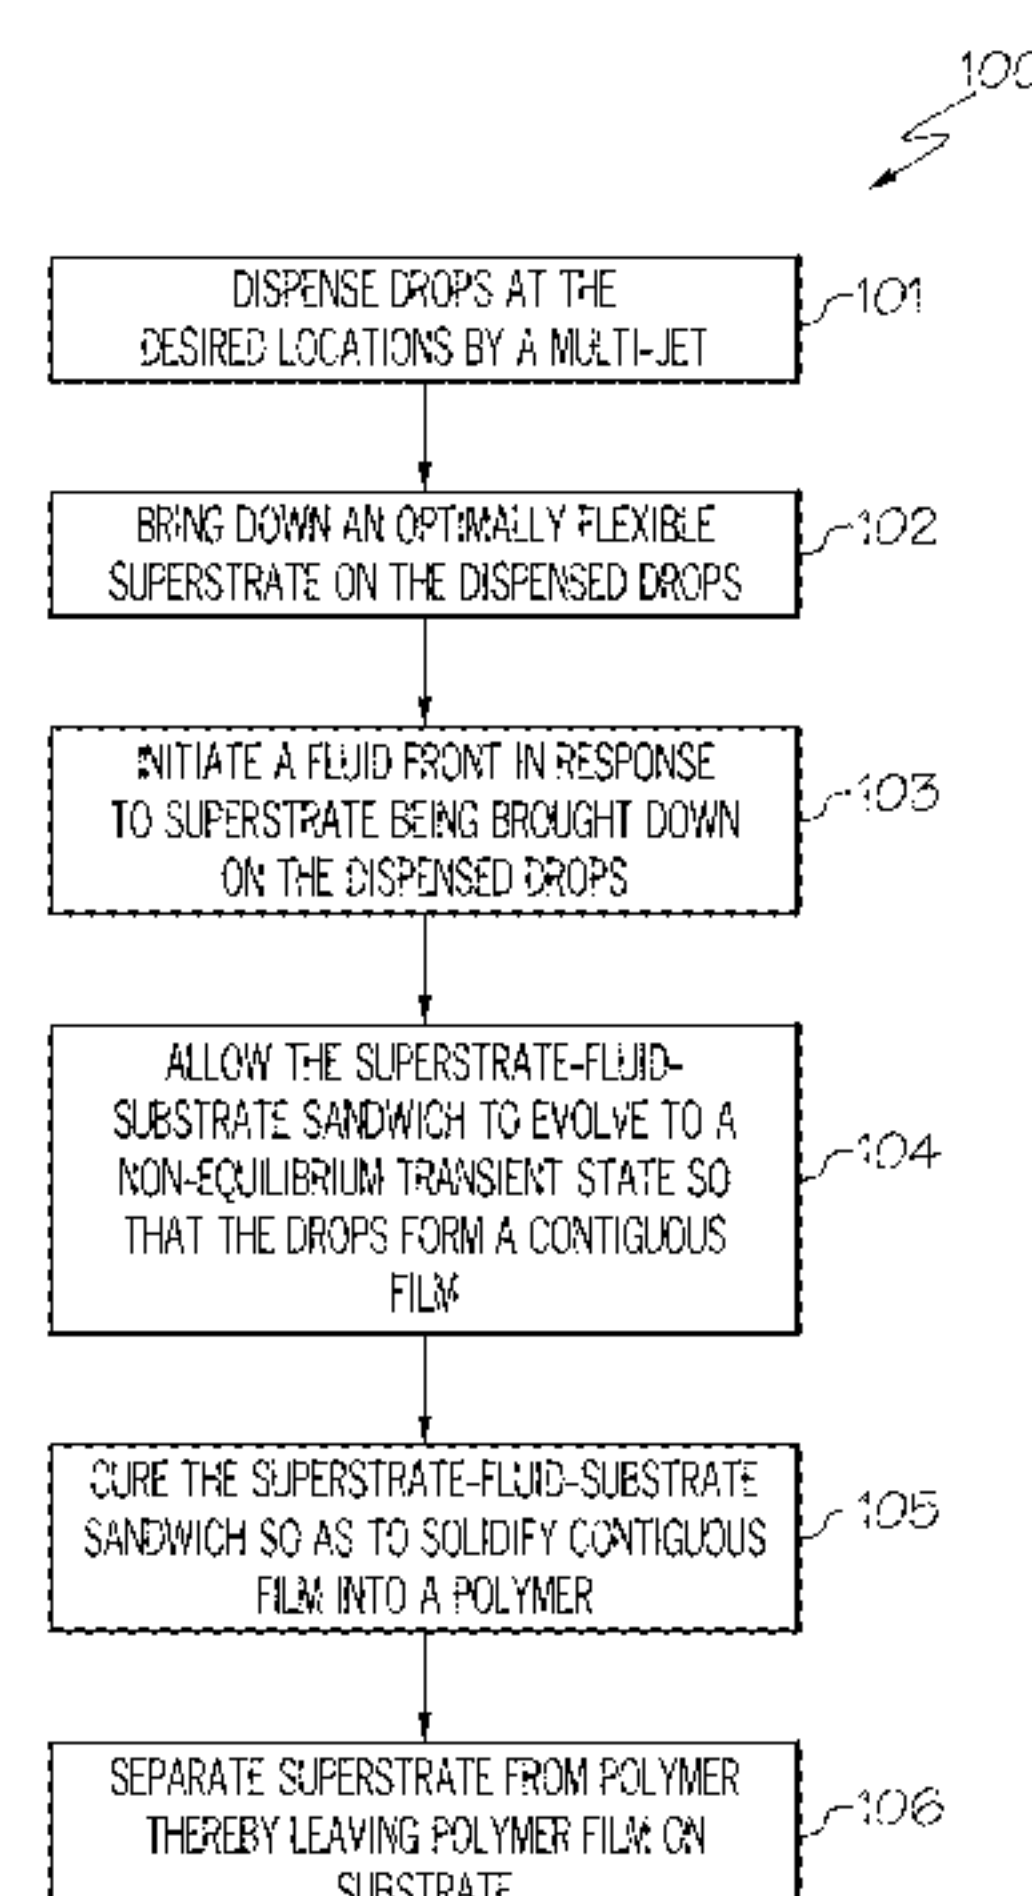 100
DISPENSE DROPS AT THE
DESIRED LOCATIONS BY A MULTI-JET
101
BRING DOWN AN OPTIMALLY FLEXIBLE
SUPERSTRATE ON THE DISPENSED DROPS
102
INITIATE A FLUID FRONT IN RESPONSE
TO SUPERSTRATE BEING BROUGHT DOWN
ON THE DISPENSED DROPS
103
ALLOW THE SUPERSTRATE-FLUID-
SUBSTRATE SANDWICH TO EVOLVE TO A
NON-EQUILIBRIUM TRANSIENT STATE SO
THAT THE DROPS FORM A CONTIGUOUS
FILM
104
CURE THE SUPERSTRATE-FLUID-SUBSTRATE
SANDWICH SO AS TO SOLIDIFY CONTIGUOUS
FILM INTO A POLYMER
105
SEPARATE SUPERSTRATE FROM POLYMER
THEREBY LEAVING POLYMER FILM ON
SUBSTRATE
106